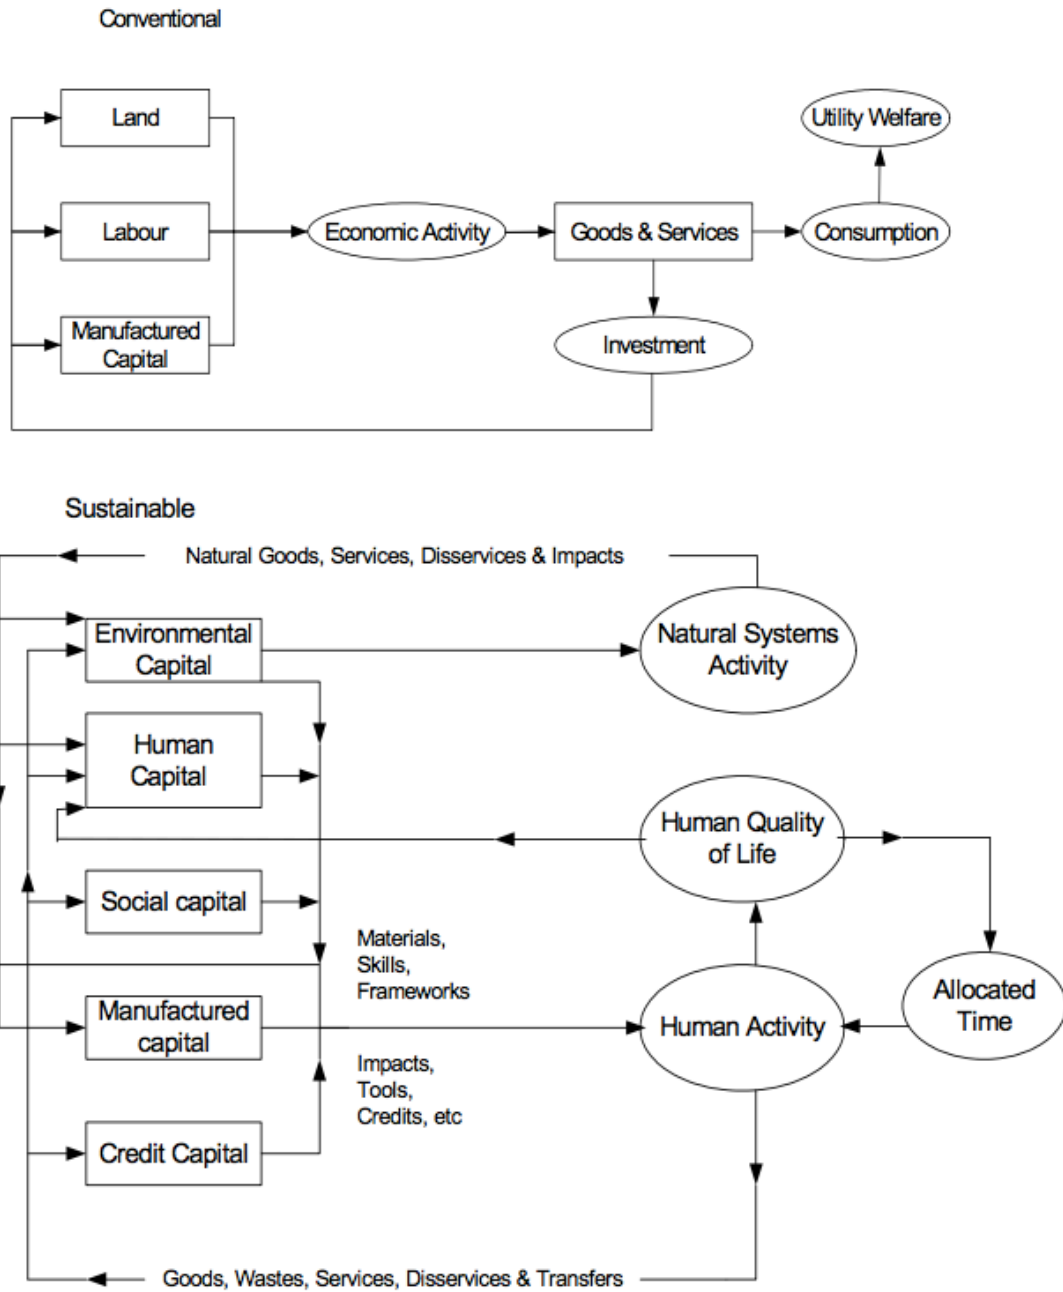 Conventional
Land
Utility Welfare
Labour
Economic Activity
Goods & Services
Consumption
Manufactured
Capital
Investment
Sustainable
Natural Goods, Services, Disservices & Impacts
Environmental
Capital
Natural Systems
Activity
Human
Capital
Human Quality
of Life
Social capital
Materials,
Skills,
Frameworks
Allocated
Time
Manufactured
capital
Human Activity
Impacts,
Tools,
Credits, etc
Credit Capital
Goods, Wastes, Services, Disservices & Transfers